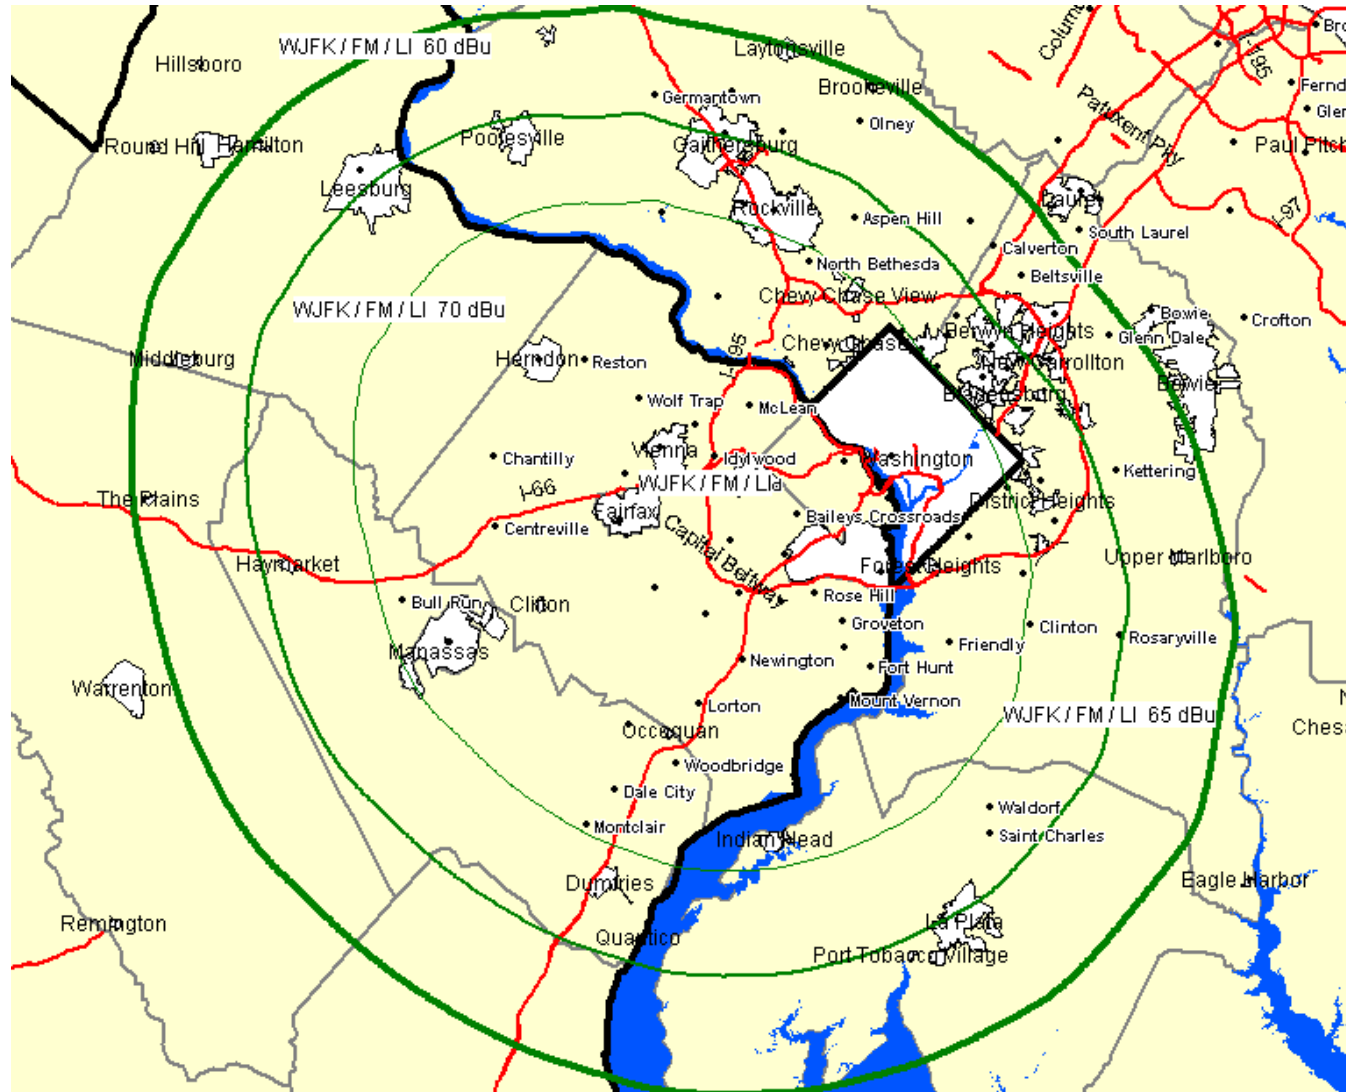 WJFK / FM / LI 60 dBu
Laytonsville
Hillsboro
Brookeville
Germantown
Olney
Patuxent Pky
I-195
Round Hill
Hamilton
Poolesville
Gaithersburg
Leesburg
Rockville
Aspen Hill
Laurel
South Laurel
I-97
Calverton
North Bethesda
Beltsville
Chevy Chase View
WJFK / FM / LI 70 dBu
Bowie
Crofton
Berwyn Heights
Glenn Dale
Chevy Chase
Middleburg
Herndon
Reston
New Carrollton
Bowie
Bladensburg
Wolf Trap
McLean
Vienna
Idylwood
Washington
Chantilly
Kettering
I-66
WJFK / FM / LI
The Plains
Fairfax
District Heights
Baileys Crossroads
Centreville
Capital Beltway
Haymarket
Forest Heights
Upper Marlboro
Bull Run
Clifton
Rose Hill
Groveton
Clinton
Rosaryville
Friendly
Manassas
Newington
Fort Hunt
Warrenton
Lorton
Mount Vernon
WJFK / FM / LI 65 dBu
Occoquan
Woodbridge
Dale City
Waldorf
Montclair
Indian Head
Saint Charles
Dumfries
Eagle Harbor
Remington
La Plata
Quantico
Port Tobacco Village